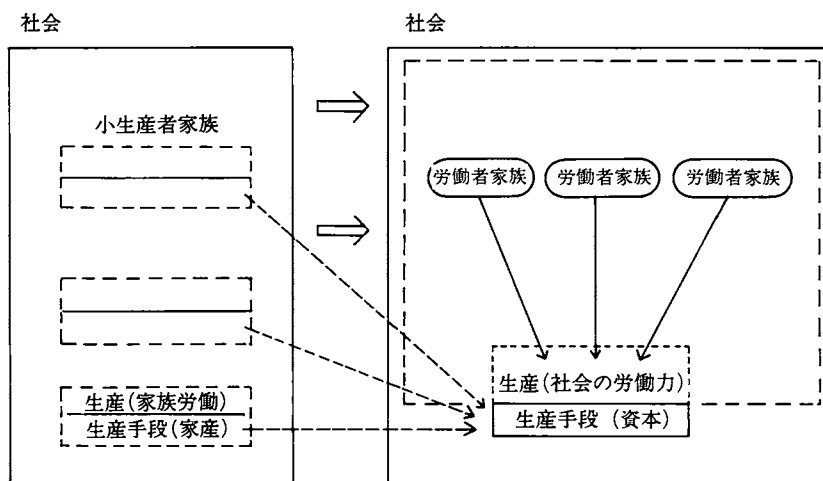 社会
社会
小生産者家族
労働者家族
労働者家族
労働者家族
生産(家族労働)
生産手段(家産)
生産(社会の労働力)
生産手段(資本)